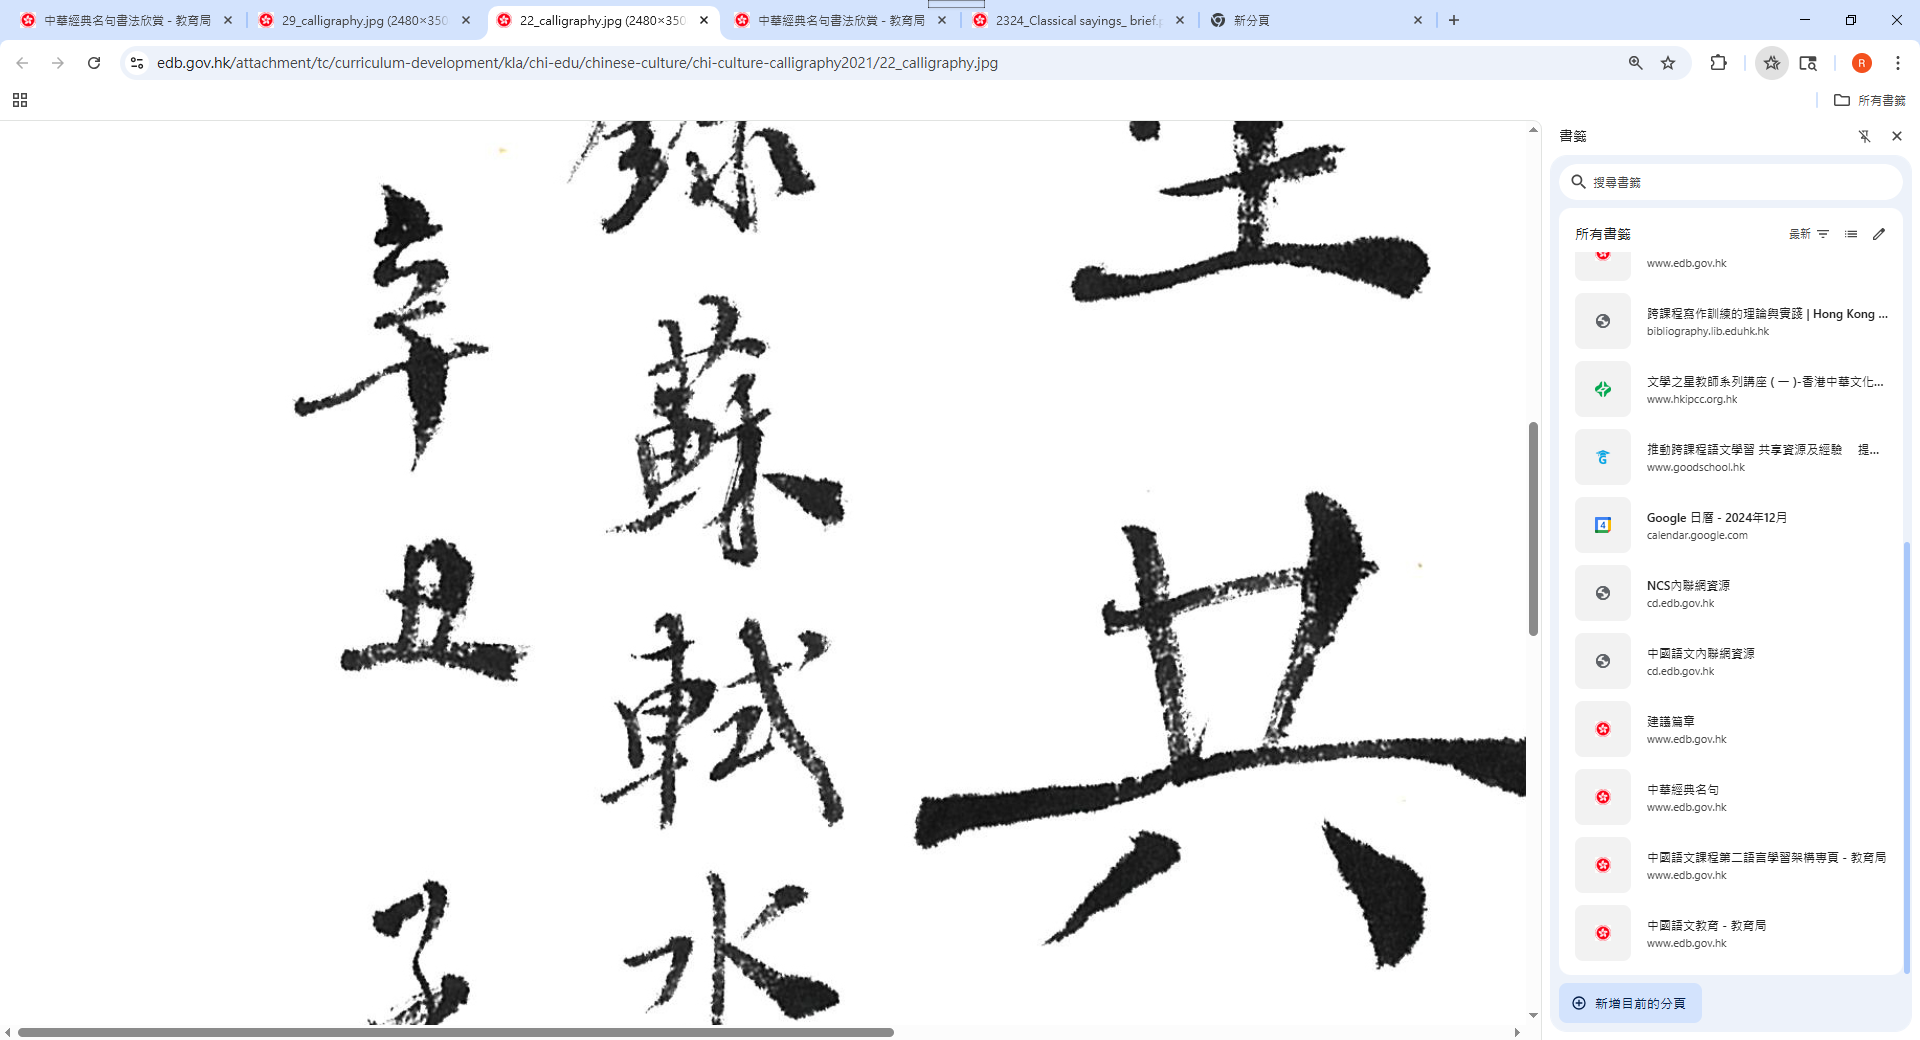 中華經典名句書法欣賞 - 教育局
29_calligraphy.jpg (2480×350
22_calligraphy.jpg (2480×350
中華經典名句書法欣賞 - 教育局
2324_Classical sayings_ brief.p
新分頁
edb.gov.hk/attachment/tc/curriculum-development/kla/chi-edu/chinese-culture/chi-culture-calligraphy2021/22_calligraphy.jpg
R
所有書籤
共
錄蘇軾水
辛丑
書籤
搜尋書籤
所有書籤
最新
www.edb.gov.hk
跨課程寫作訓練的理論與實踐 | Hong Kong ...
bibliography.lib.eduhk.hk
文學之星教師系列講座 ( 一 )-香港中華文化...
www.hkipcc.org.hk
推動跨課程語文學習 共享資源及經驗 提...
www.goodschool.hk
Google 日曆 - 2024年12月
calendar.google.com
NCS內聯網資源
cd.edb.gov.hk
中國語文內聯網資源
cd.edb.gov.hk
建議篇章
www.edb.gov.hk
中華經典名句
www.edb.gov.hk
中國語文課程第二語言學習架構專頁 - 教育局
www.edb.gov.hk
中國語文教育 - 教育局
www.edb.gov.hk
新增目前的分頁